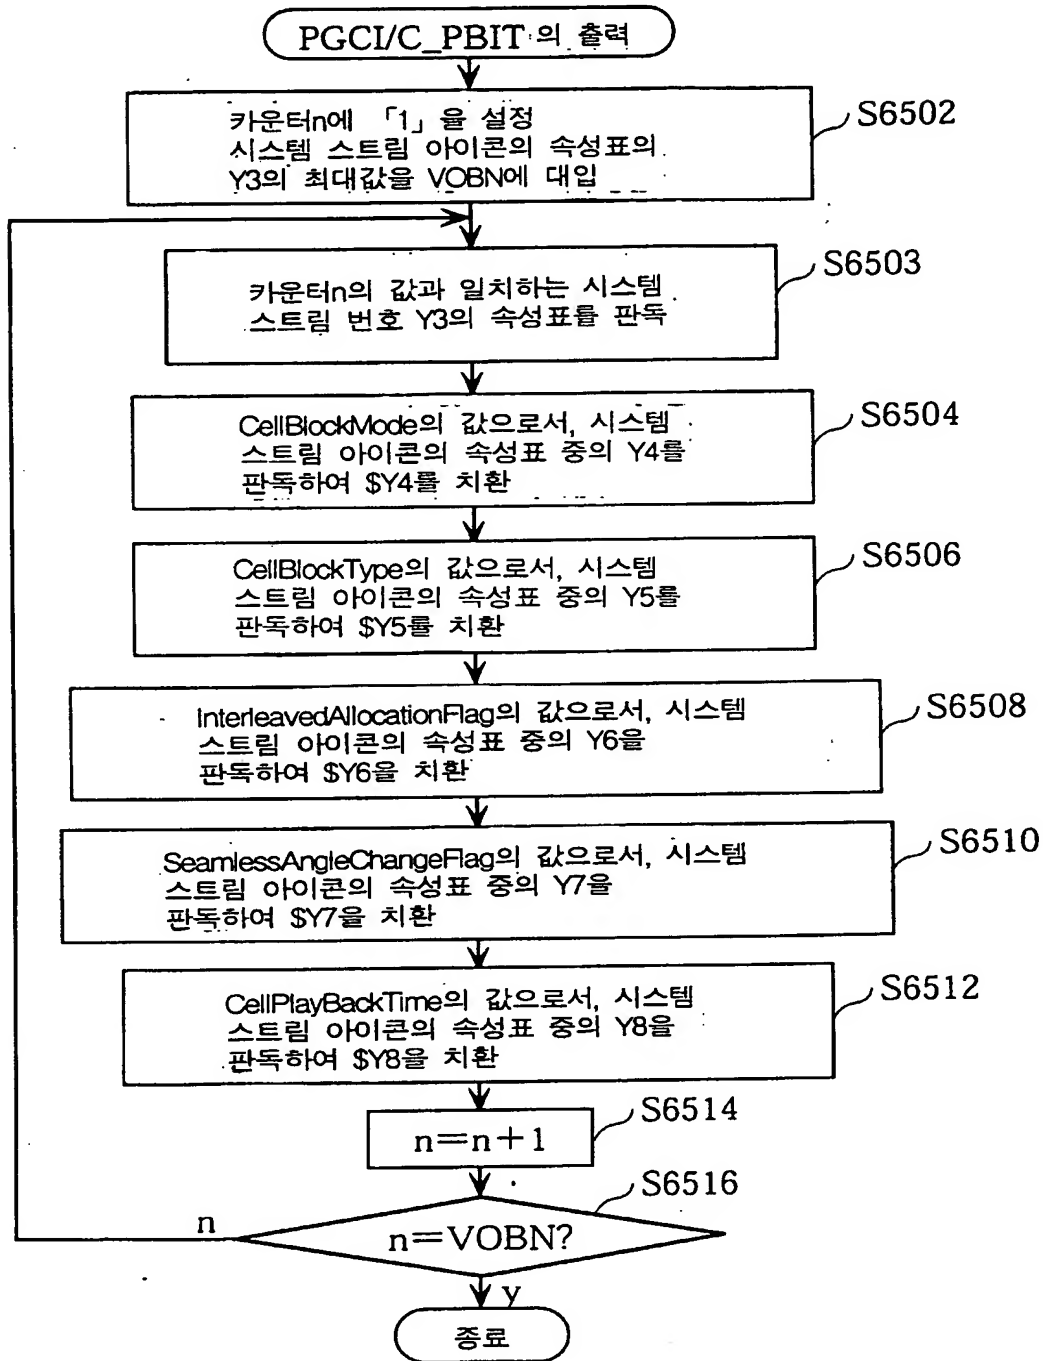 PGCI/C_PBIT의 출력
카운터n에 「1」을 설정
시스템 스트림 아이콘의 속성표의
Y3의 최대값을 VOBN에 대입
S6502
카운터n의 값과 일치하는 시스템
스트림 번호 Y3의 속성표를 판독
S6503
CellBlockMode의 값으로서, 시스템
스트림 아이콘의 속성표 중의 Y4를
판독하여 $Y4를 치환
S6504
CellBlockType의 값으로서, 시스템
스트림 아이콘의 속성표 중의 Y5를
판독하여 $Y5를 치환
S6506
InterleavedAllocationFlag의 값으로서, 시스템
스트림 아이콘의 속성표 중의 Y6을
판독하여 $Y6을 치환
S6508
SeamlessAngleChangeFlag의 값으로서, 시스템
스트림 아이콘의 속성표 중의 Y7을
판독하여 $Y7을 치환
S6510
CellPlayBackTime의 값으로서, 시스템
스트림 아이콘의 속성표 중의 Y8을
판독하여 $Y8을 치환
S6512
n=n+1
S6514
n=VOBN?
S6516
n
y
종료